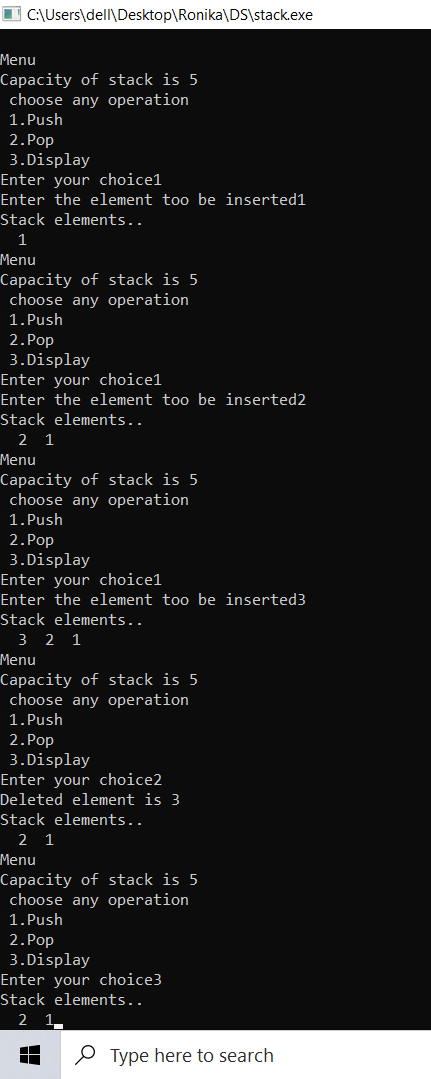 C:\Users\dell\Desktop\Ronika\DS\stack.exe
Menu
Capacity of stack is 5
choose any operation
1.Push
2.Pop
3.Display
Enter your choice1
Enter the element too be inserted1
Stack elements..
1
Menu
Capacity of stack is 5
choose any operation
1.Push
2.Pop
3.Display
Enter your choice1
Enter the element too be inserted2
Stack elements..
2  1
Menu
Capacity of stack is 5
choose any operation
1.Push
2.Pop
3.Display
Enter your choice1
Enter the element too be inserted3
Stack elements..
3  2  1
Menu
Capacity of stack is 5
choose any operation
1.Push
2.Pop
3.Display
Enter your choice2
Deleted element is 3
Stack elements..
2  1
Menu
Capacity of stack is 5
choose any operation
1.Push
2.Pop
3.Display
Enter your choice3
Stack elements..
2  1
Type here to search